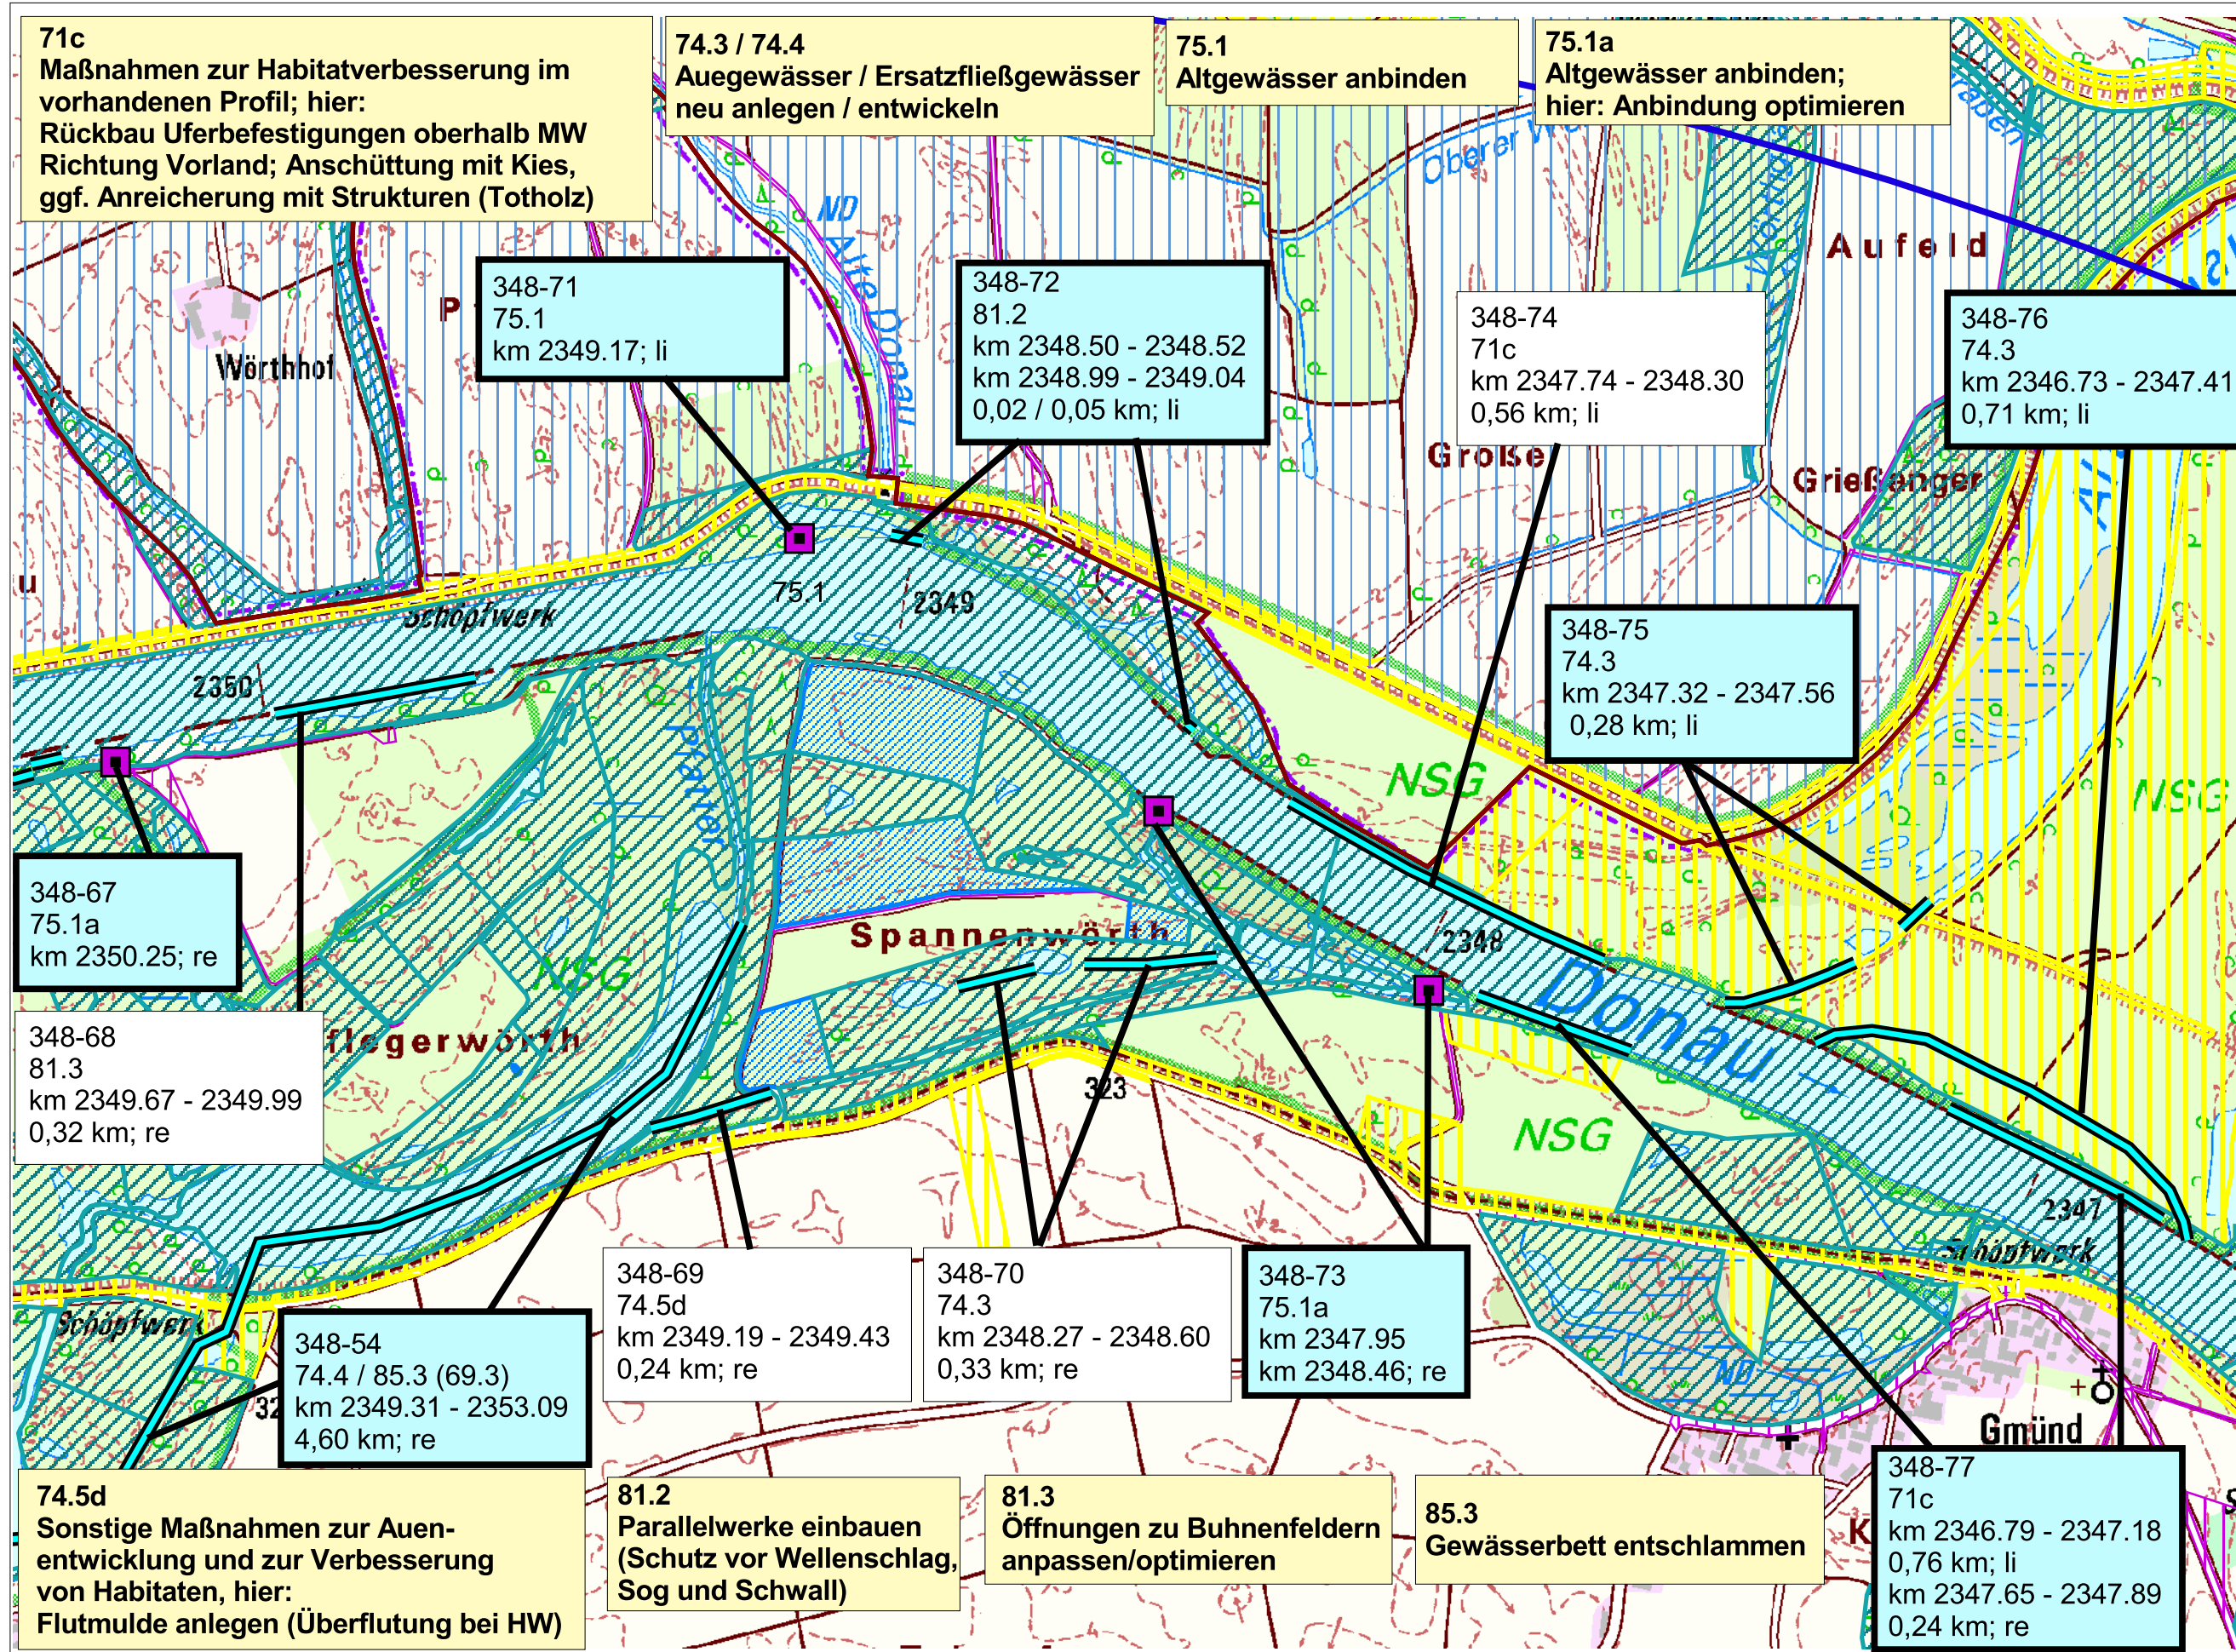 71c
Maßnahmen zur Habitatverbesserung im
vorhandenen Profil; hier:
Rückbau Uferbefestigungen oberhalb MW
Richtung Vorland; Anschüttung mit Kies,
ggf. Anreicherung mit Strukturen (Totholz)
74.3 / 74.4
Auegewässer / Ersatzfließgewässer
neu anlegen / entwickeln
75.1
Altgewässer anbinden
75.1a
Altgewässer anbinden;
hier: Anbindung optimieren
Oberer
ND
Alte Donau
Aufeld
Wörthhof
348-71
75.1
km 2349.17; li
348-72
81.2
km 2348.50 - 2348.52
km 2348.99 - 2349.04
0,02 / 0,05 km; li
348-74
71c
km 2347.74 - 2348.30
0,56 km; li
348-76
74.3
km 2346.73 - 2347.41
0,71 km; li
Große
Grießanger
Schöpfwerk
75.1
2349
2350
348-75
74.3
km 2347.32 - 2347.56
0,28 km; li
NSG
NSG
Pfatter
348-67
75.1a
km 2350.25; re
Spannenwörth
2348
NSG
Donau
348-68
81.3
km 2349.67 - 2349.99
0,32 km; re
flegerwörth
323
NSG
2347
Schöpfwerk
348-69
74.5d
km 2349.19 - 2349.43
0,24 km; re
348-70
74.3
km 2348.27 - 2348.60
0,33 km; re
348-73
75.1a
km 2347.95
km 2348.46; re
Schöpfwerk
348-54
74.4 / 85.3 (69.3)
km 2349.31 - 2353.09
4,60 km; re
32
ND
Gmünd
348-77
71c
km 2346.79 - 2347.18
0,76 km; li
km 2347.65 - 2347.89
0,24 km; re
74.5d
Sonstige Maßnahmen zur Auen-
entwicklung und zur Verbesserung
von Habitaten, hier:
Flutmulde anlegen (Überflutung bei HW)
81.2
Parallelwerke einbauen
(Schutz vor Wellenschlag,
Sog und Schwall)
81.3
Öffnungen zu Buhnenfeldern
anpassen/optimieren
85.3
Gewässerbett entschlammen